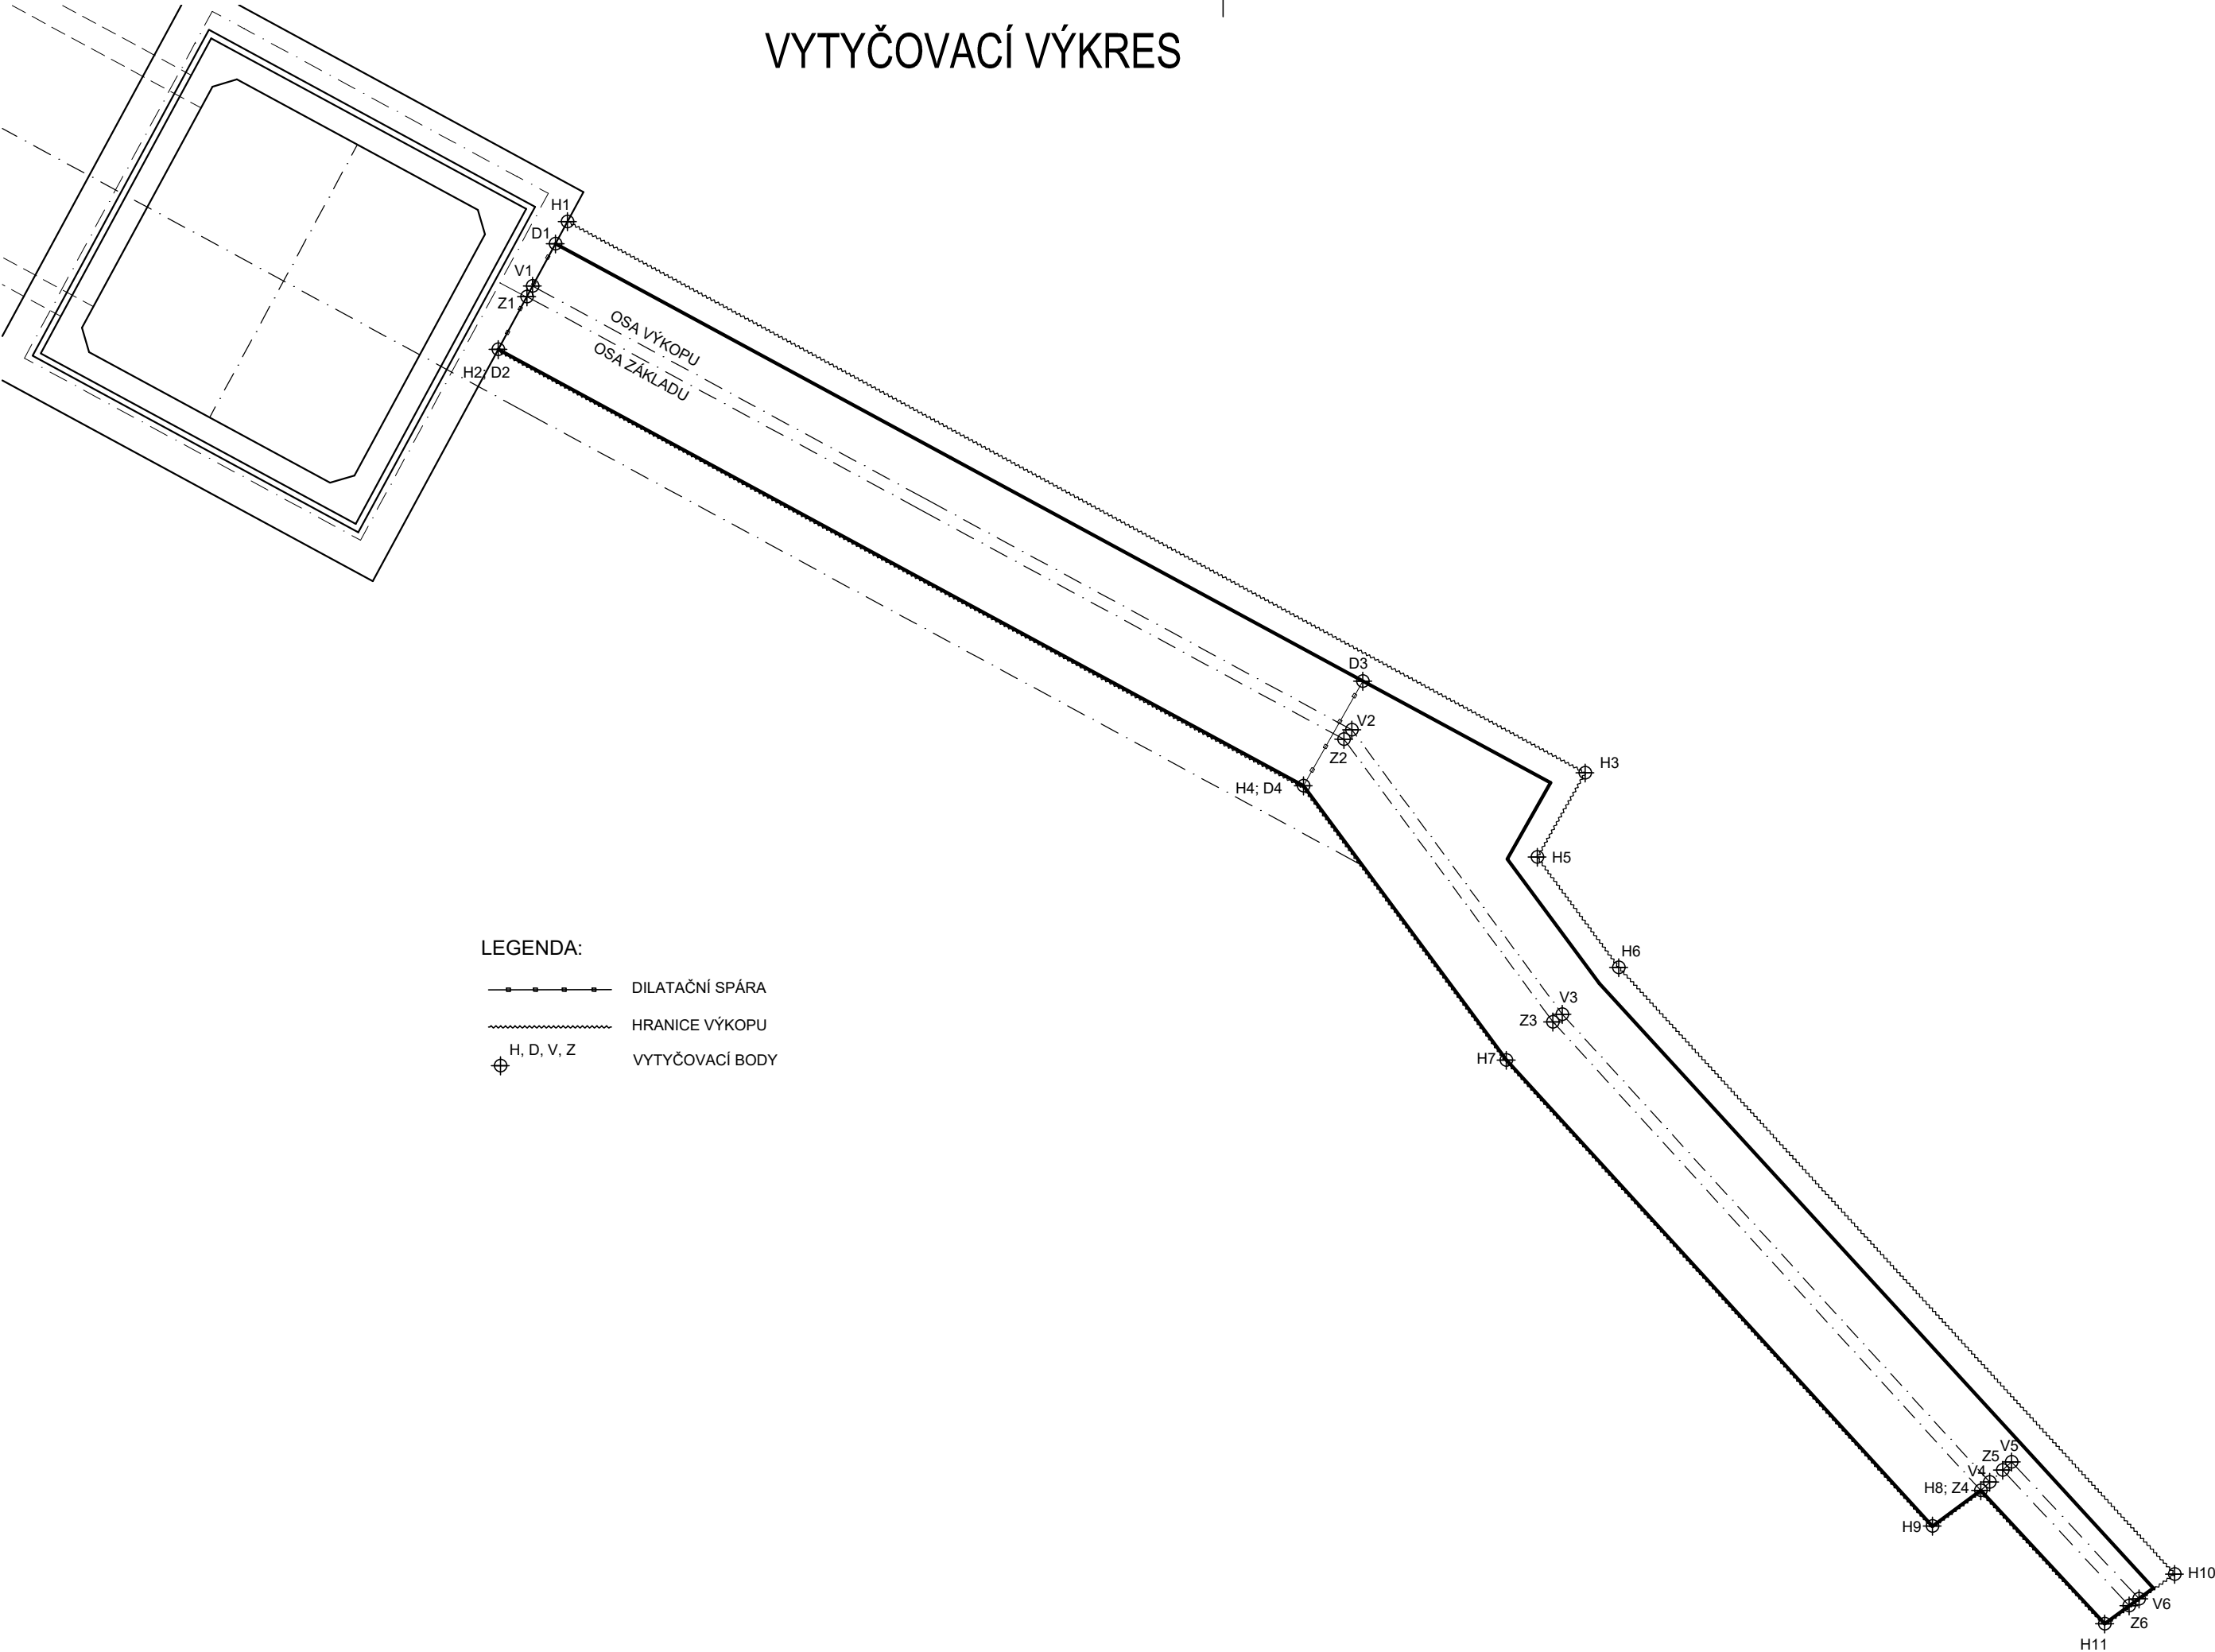 VYTYČOVACÍ VÝKRES
H1
D1
V1
Z1
OSA VÝKOPU
OSA ZÁKLADU
H2; D2
D3
V2
Z2
H3
H4; D4
H5
H6
V3
Z3
H7
LEGENDA:
DILATAČNÍ SPÁRA
HRANICE VÝKOPU
H, D, V, Z
VYTYČOVACÍ BODY
V5
Z5
V4
H8; Z4
H9
H10
V6
Z6
H11